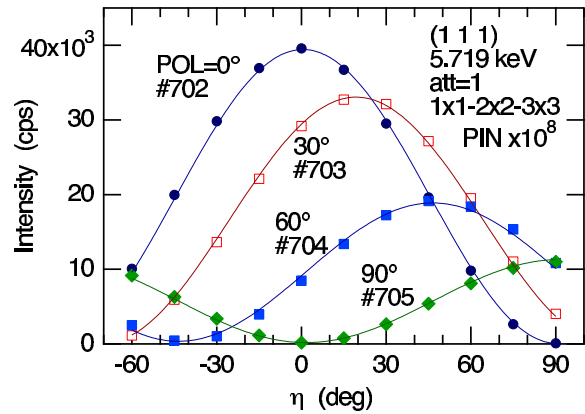 40x10³
30
20
10
0
Intensity (cps)
-60
-30
0
30
60
90
η (deg)
POL=0°
#702
30°
#703
60°
#704
90°
#705
(1 1 1)
5.719 keV
att=1
1x1-2x2-3x3
PIN x10⁸